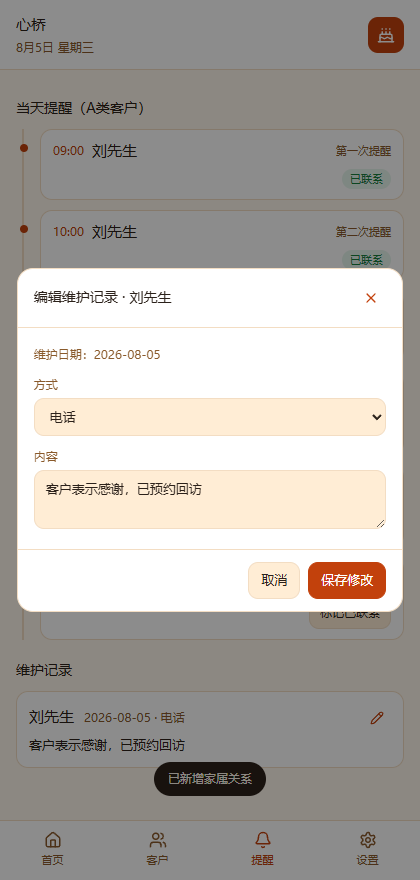 心桥
8月5日 星期三
当天提醒（A类客户）
09:00 刘先生 第一次提醒
已联系
10:00 刘先生 第二次提醒
已联系
编辑维护记录 · 刘先生
维护日期：2026-08-05
方式
电话
内容
客户表示感谢，已预约回访
取消 保存修改
标记已联系
维护记录
刘先生 2026-08-05 · 电话
客户表示感谢，已预约回访
已新增家属关系
首页 客户 提醒 设置